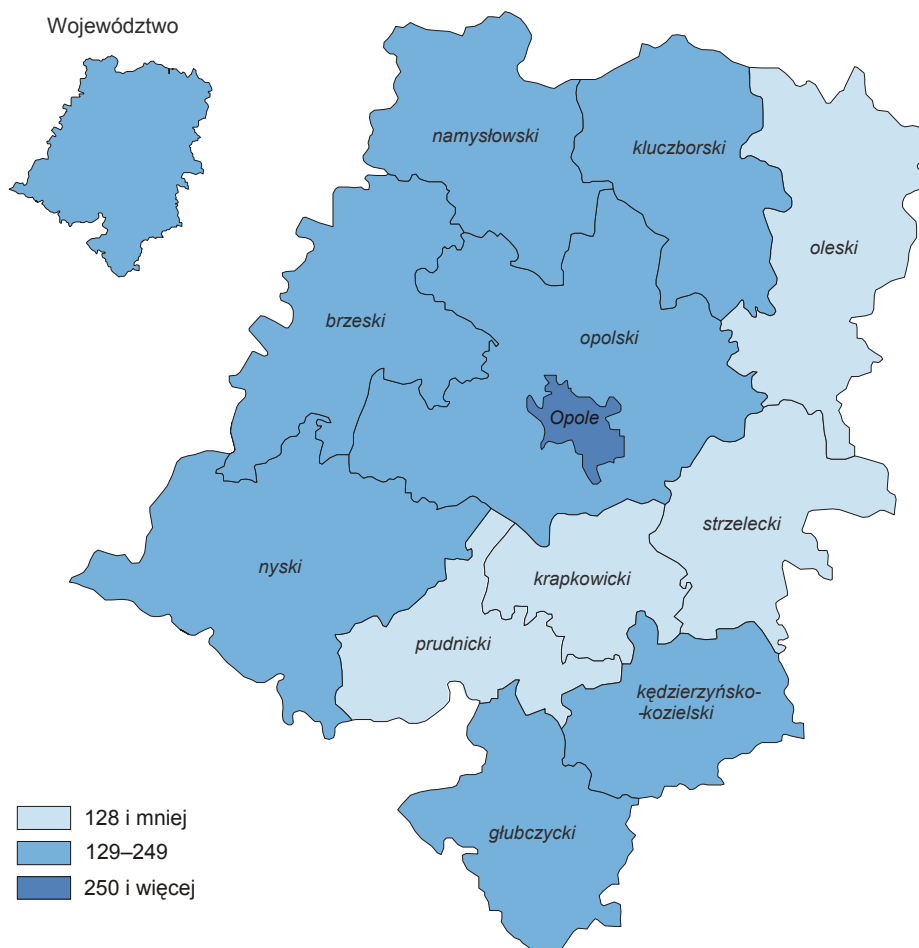 Województwo
namysłowski
kluczborski
oleski
brzeski
opolski
Opole
strzelecki
nyski
krapkowicki
prudnicki
kędzierzyńsko-
-kozielski
głubczycki
128 i mniej
129–249
250 i więcej